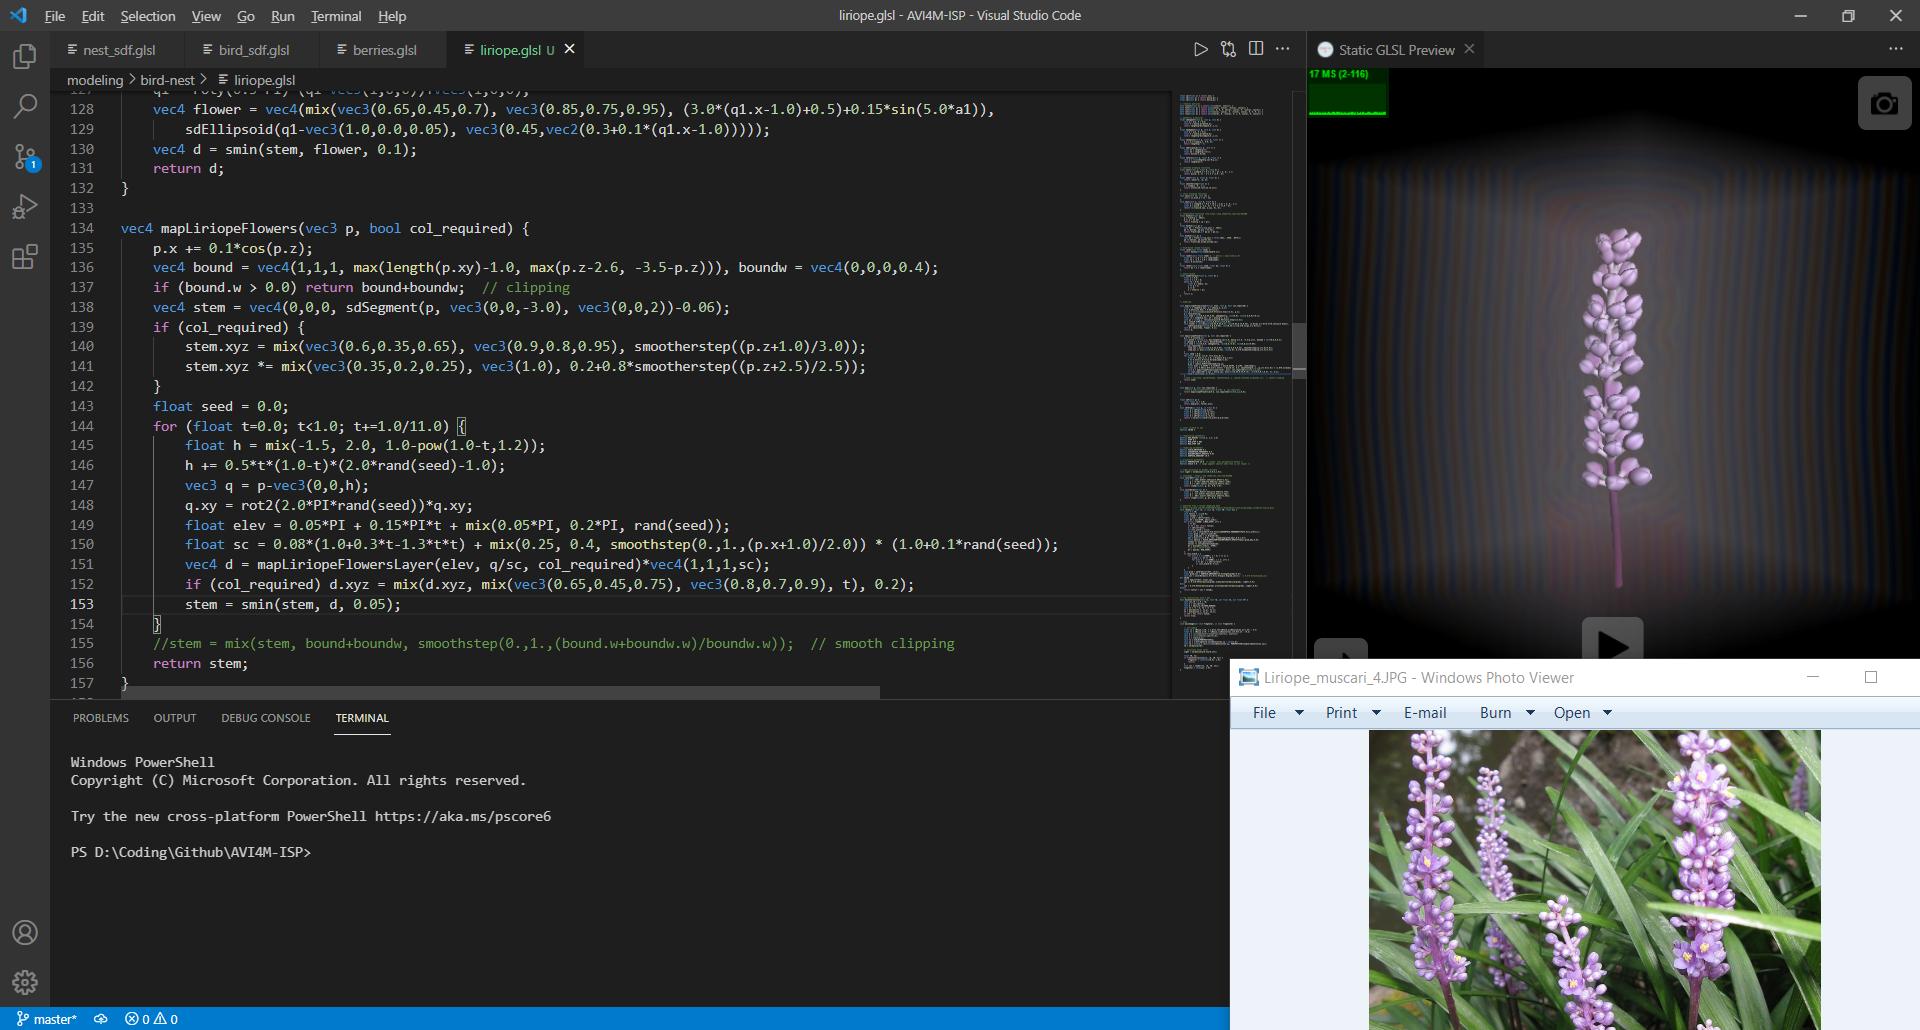 File Edit Selection View Go Run Terminal Help
liriope.glsl - AVI4M-ISP - Visual Studio Code
nest_sdf.glsl bird_sdf.glsl berries.glsl liriope.glsl U
Static GLSL Preview
modeling > bird-nest > liriope.glsl
17 MS (2-116)
128 vec4 flower = vec4(mix(vec3(0.65,0.45,0.7), vec3(0.85,0.75,0.95), (3.0*(q1.x-1.0)+0.5)+0.15*sin(5.0*a1)),
129 sdEllipsoid(q1-vec3(1.0,0.0,0.05), vec3(0.45,vec2(0.3+0.1*(q1.x-1.0)))));
130 vec4 d = smin(stem, flower, 0.1);
131 return d;
132 }
133
134 vec4 mapLiriopeFlowers(vec3 p, bool col_required) {
135 p.x += 0.1*cos(p.z);
136 vec4 bound = vec4(1,1,1, max(length(p.xy)-1.0, max(p.z-2.6, -3.5-p.z))), boundw = vec4(0,0,0,0.4);
137 if (bound.w > 0.0) return bound+boundw;  // clipping
138 vec4 stem = vec4(0,0,0, sdSegment(p, vec3(0,0,-3.0), vec3(0,0,2))-0.06);
139 if (col_required) {
140 stem.xyz = mix(vec3(0.6,0.35,0.65), vec3(0.9,0.8,0.95), smootherstep((p.z+1.0)/3.0));
141 stem.xyz *= mix(vec3(0.35,0.2,0.25), vec3(1.0), 0.2+0.8*smootherstep((p.z+2.5)/2.5));
142 }
143 float seed = 0.0;
144 for (float t=0.0; t<1.0; t+=1.0/11.0) {
145 float h = mix(-1.5, 2.0, 1.0-pow(1.0-t,1.2));
146 h += 0.5*t*(1.0-t)*(2.0*rand(seed)-1.0);
147 vec3 q = p-vec3(0,0,h);
148 q.xy = rot2(2.0*PI*rand(seed))*q.xy;
149 float elev = 0.05*PI + 0.15*PI*t + mix(0.05*PI, 0.2*PI, rand(seed));
150 float sc = 0.08*(1.0+0.3*t-1.3*t*t) + mix(0.25, 0.4, smoothstep(0.,1.,(p.x+1.0)/2.0)) * (1.0+0.1*rand(seed));
151 vec4 d = mapLiriopeFlowersLayer(elev, q/sc, col_required)*vec4(1,1,1,sc);
152 if (col_required) d.xyz = mix(d.xyz, mix(vec3(0.65,0.45,0.75), vec3(0.8,0.7,0.9), t), 0.2);
153 stem = smin(stem, d, 0.05);
154 }
155 //stem = mix(stem, bound+boundw, smoothstep(0.,1.,(bound.w+boundw.w)/boundw.w));  // smooth clipping
156 return stem;
157 }
PROBLEMS OUTPUT DEBUG CONSOLE TERMINAL
Windows PowerShell
Copyright (C) Microsoft Corporation. All rights reserved.
Try the new cross-platform PowerShell https://aka.ms/pscore6
PS D:\Coding\Github\AVI4M-ISP>
Liriope_muscari_4.JPG - Windows Photo Viewer
File Print E-mail Burn Open
1
master* 0 0